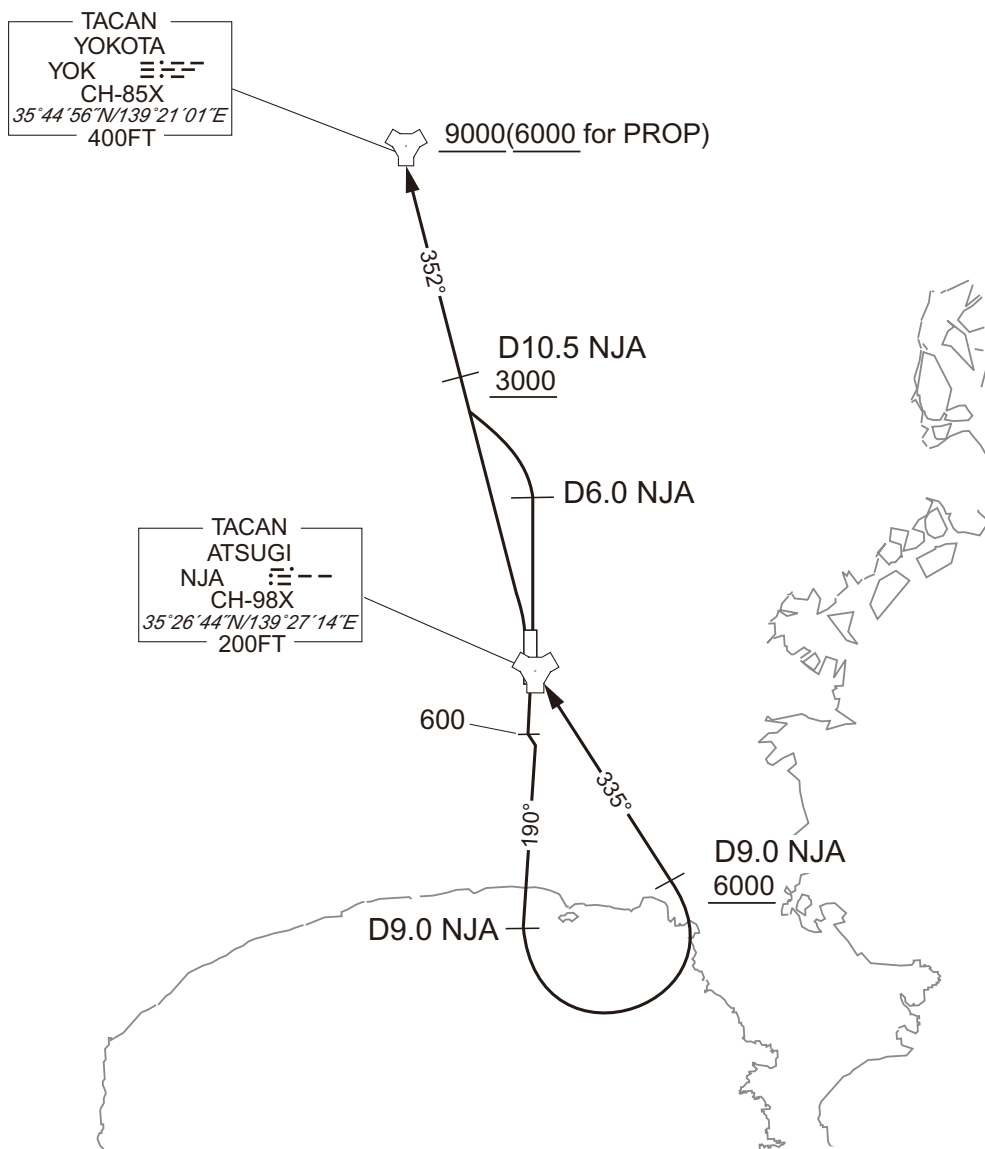 TACAN
YOKOTA
YOK
CH-85X
35°44′56″N/139°21′01″E
400FT
9000(6000 for PROP)
352°
D10.5 NJA
3000
D6.0 NJA
TACAN
ATSUGI
NJA
CH-98X
35°26′44″N/139°27′14″E
200FT
600
335°
190°
D9.0 NJA
6000
D9.0 NJA